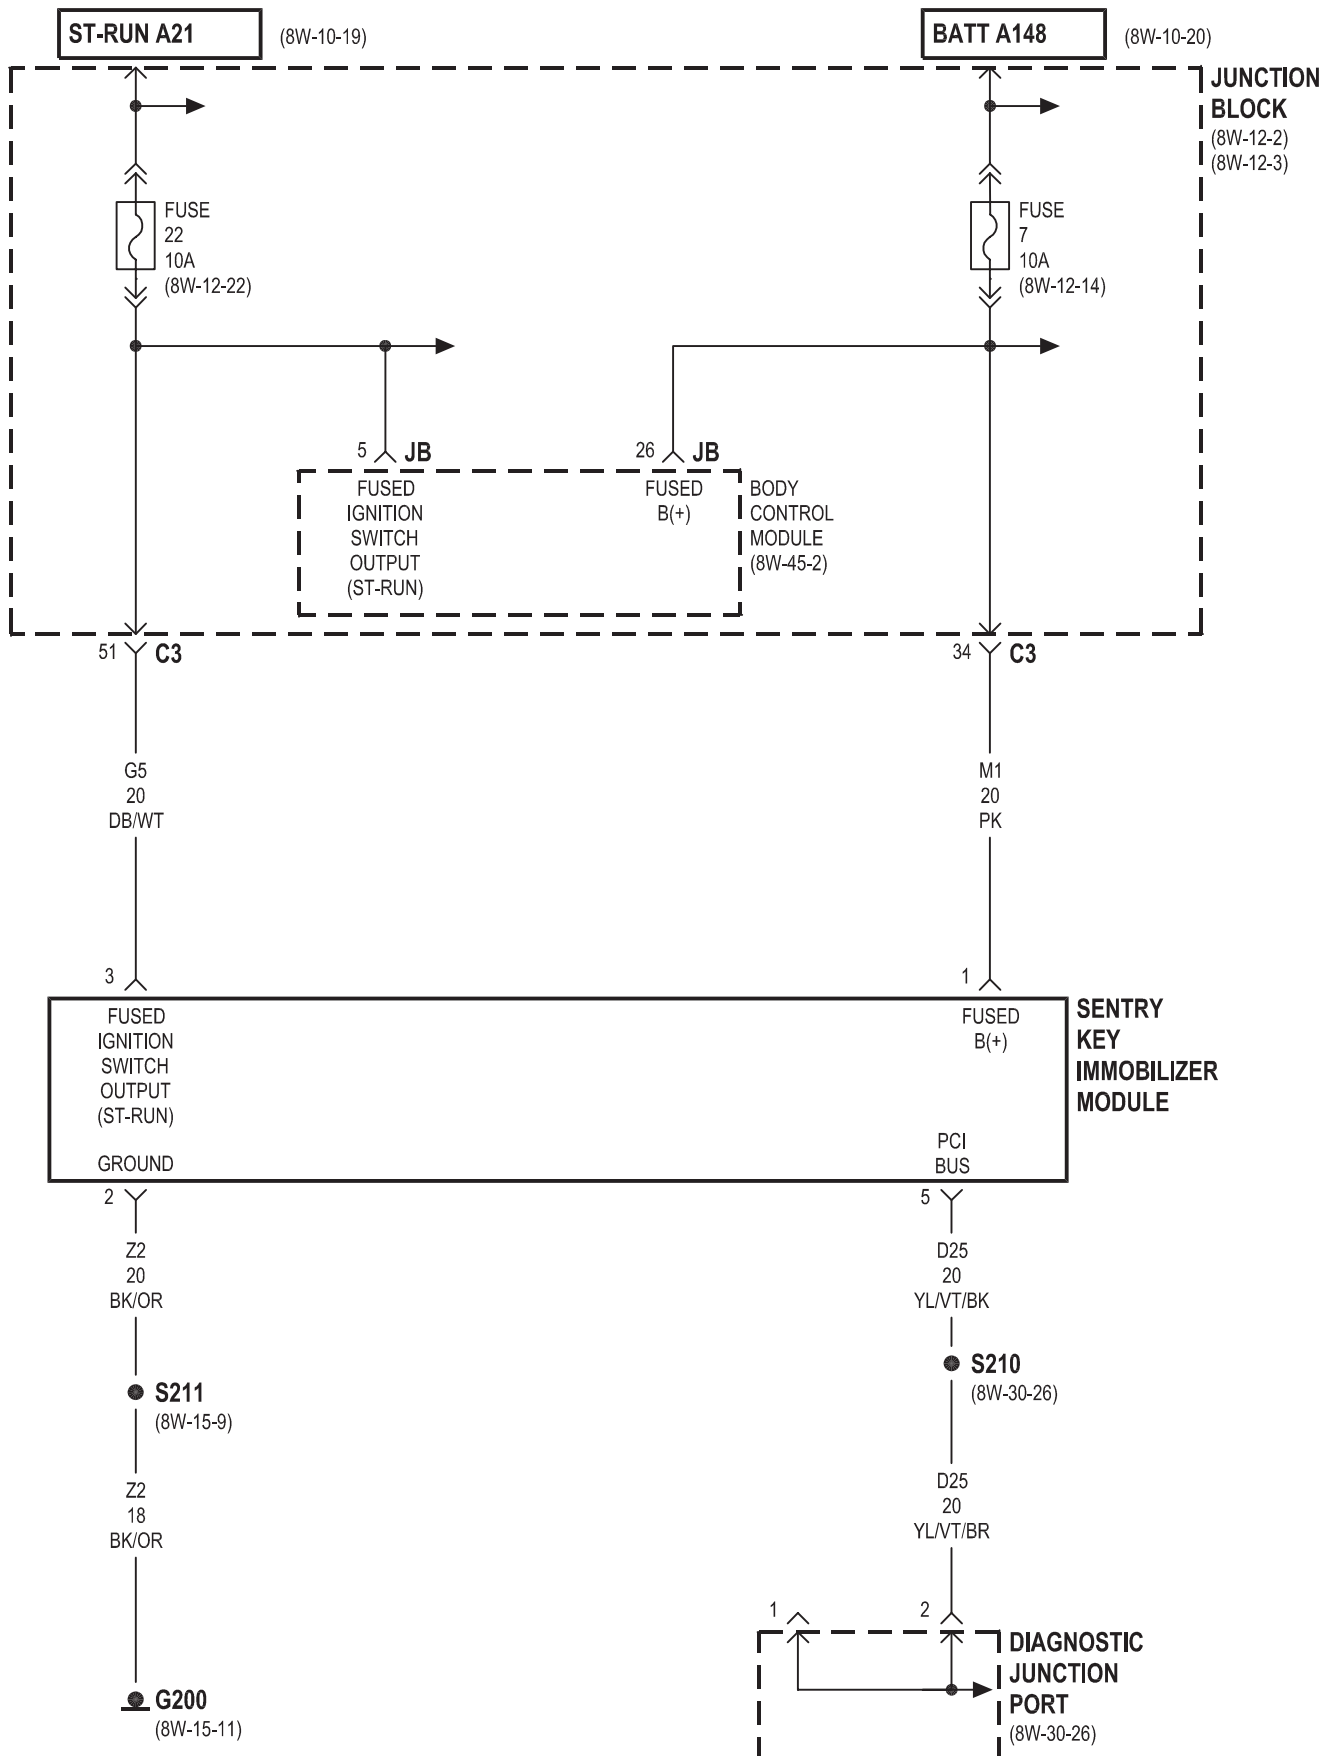 ST-RUN A21
(8W-10-19)
BATT A148
(8W-10-20)
JUNCTION
BLOCK
(8W-12-2)
(8W-12-3)
FUSE
22
10A
(8W-12-22)
FUSE
7
10A
(8W-12-14)
5
JB
26
JB
FUSED
IGNITION
SWITCH
OUTPUT
(ST-RUN)
FUSED
B(+)
BODY
CONTROL
MODULE
(8W-45-2)
51
C3
34
C3
G5
20
DB/WT
M1
20
PK
3
1
FUSED
IGNITION
SWITCH
OUTPUT
(ST-RUN)
FUSED
B(+)
SENTRY
KEY
IMMOBILIZER
MODULE
GROUND
PCI
BUS
2
5
Z2
20
BK/OR
D25
20
YL/VT/BK
S211
(8W-15-9)
S210
(8W-30-26)
Z2
18
BK/OR
D25
20
YL/VT/BR
1
2
G200
(8W-15-11)
DIAGNOSTIC
JUNCTION
PORT
(8W-30-26)